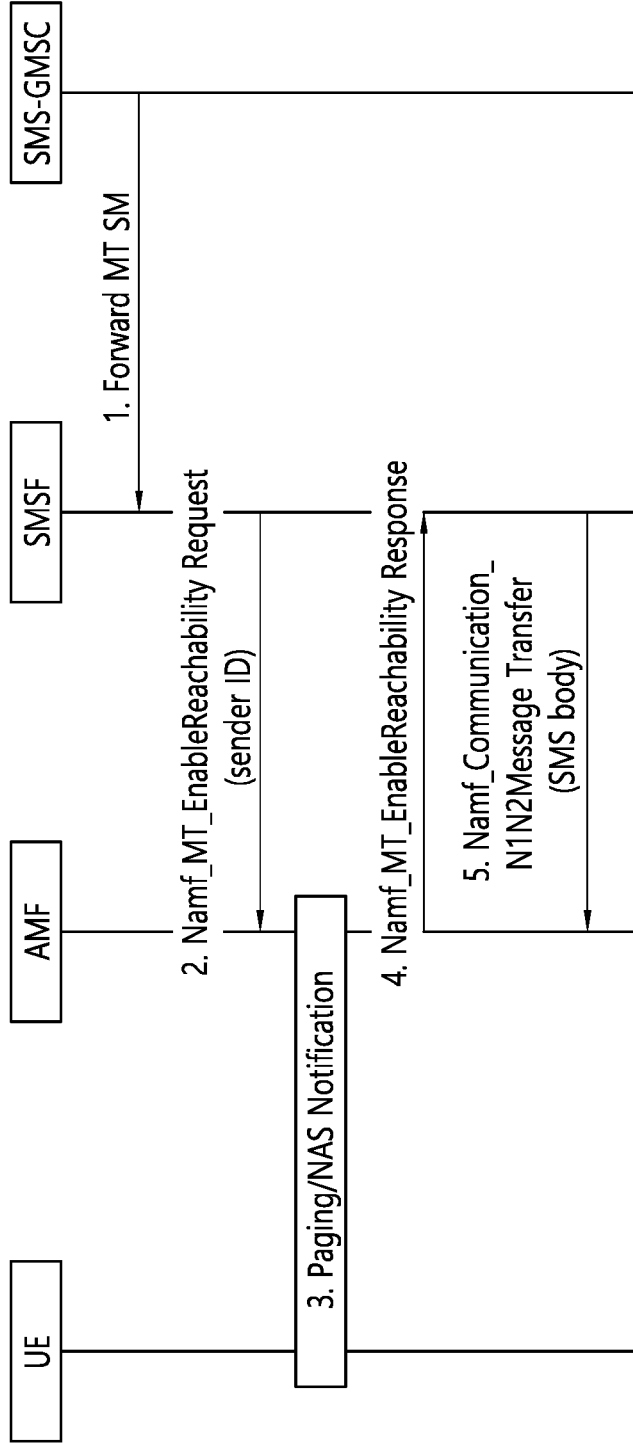 UE
AMF
SMSF
SMS-GMSC
1. Forward MT SM
2. Namf_MT_EnableReachability Request
(sender ID)
3. Paging/NAS Notification
4. Namf_MT_EnableReachability Response
5. Namf_Communication_
N1N2Message Transfer
(SMS body)